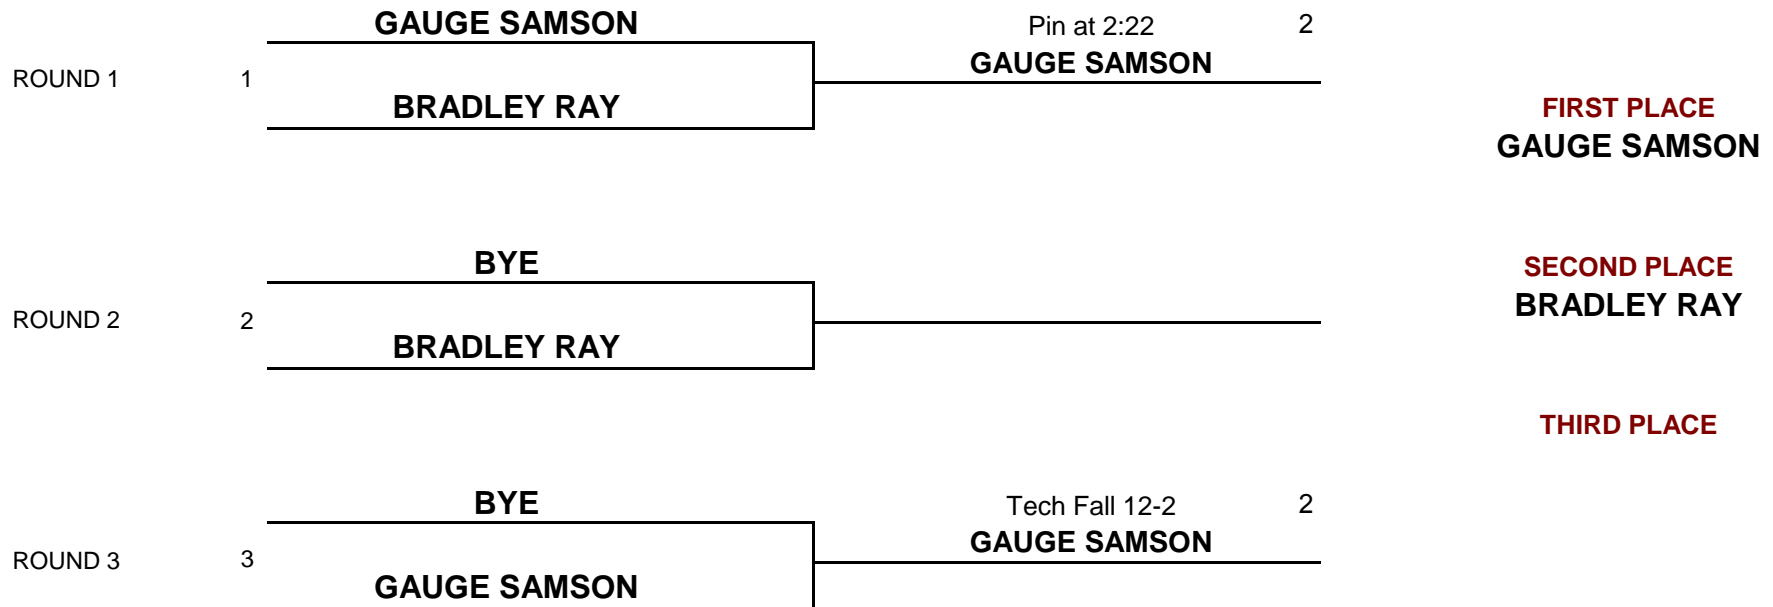 GAUGE SAMSON
Pin at 2:22 2
GAUGE SAMSON
ROUND 1 1
BRADLEY RAY
FIRST PLACE
GAUGE SAMSON
BYE
SECOND PLACE
BRADLEY RAY
ROUND 2 2
BRADLEY RAY
THIRD PLACE
BYE
Tech Fall 12-2 2
GAUGE SAMSON
ROUND 3 3
GAUGE SAMSON